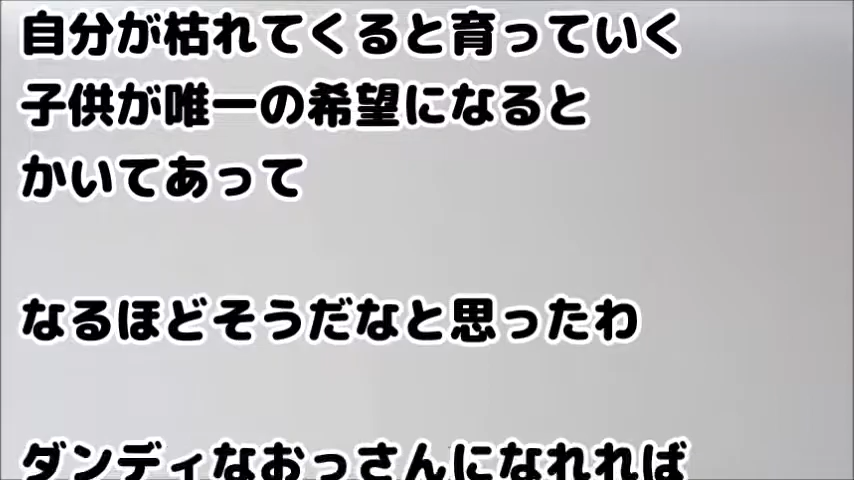 自分が枯れてくると育っていく
子供が唯一の希望になると
かいてあって
なるほどそうだなと思ったわ
ダンディなおっさんになれれば